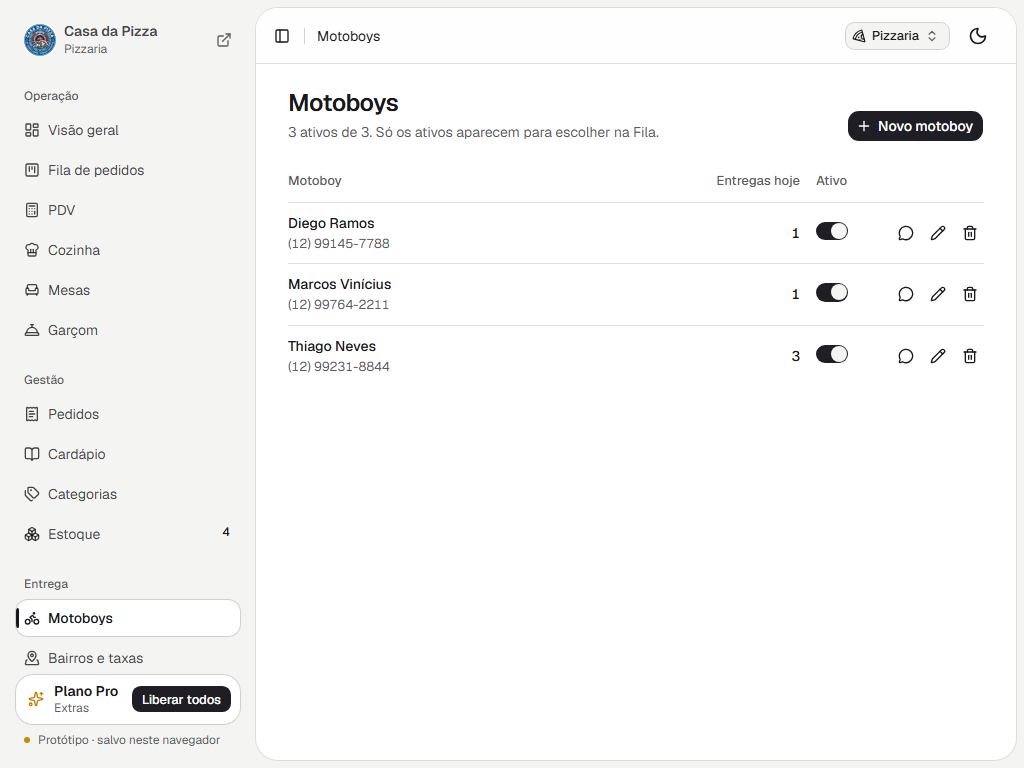 Casa da Pizza
Pizzaria
Operação
Visão geral
Fila de pedidos
PDV
Cozinha
Mesas
Garçom
Gestão
Pedidos
Cardápio
Categorias
Estoque 4
Entrega
Motoboys
Bairros e taxas
Plano Pro
Extras
Liberar todos
Protótipo · salvo neste navegador
Motoboys
Pizzaria
Motoboys
3 ativos de 3. Só os ativos aparecem para escolher na Fila.
Novo motoboy
Motoboy Entregas hoje Ativo
Diego Ramos
(12) 99145-7788
1
Marcos Vinícius
(12) 99764-2211
1
Thiago Neves
(12) 99231-8844
3